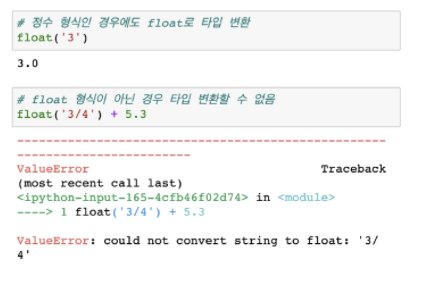 # 정수 형식인 경우에도 float로 타입 변환
float('3')
3.0
# float 형식이 아닌 경우 타입 변환할 수 없음
float('3/4') + 5.3
---------------------------------------------------
------------------------
ValueError                                Traceback
(most recent call last)
<ipython-input-165-4cfb46f02d74> in <module>
----> 1 float('3/4') + 5.3
ValueError: could not convert string to float: '3/
4'